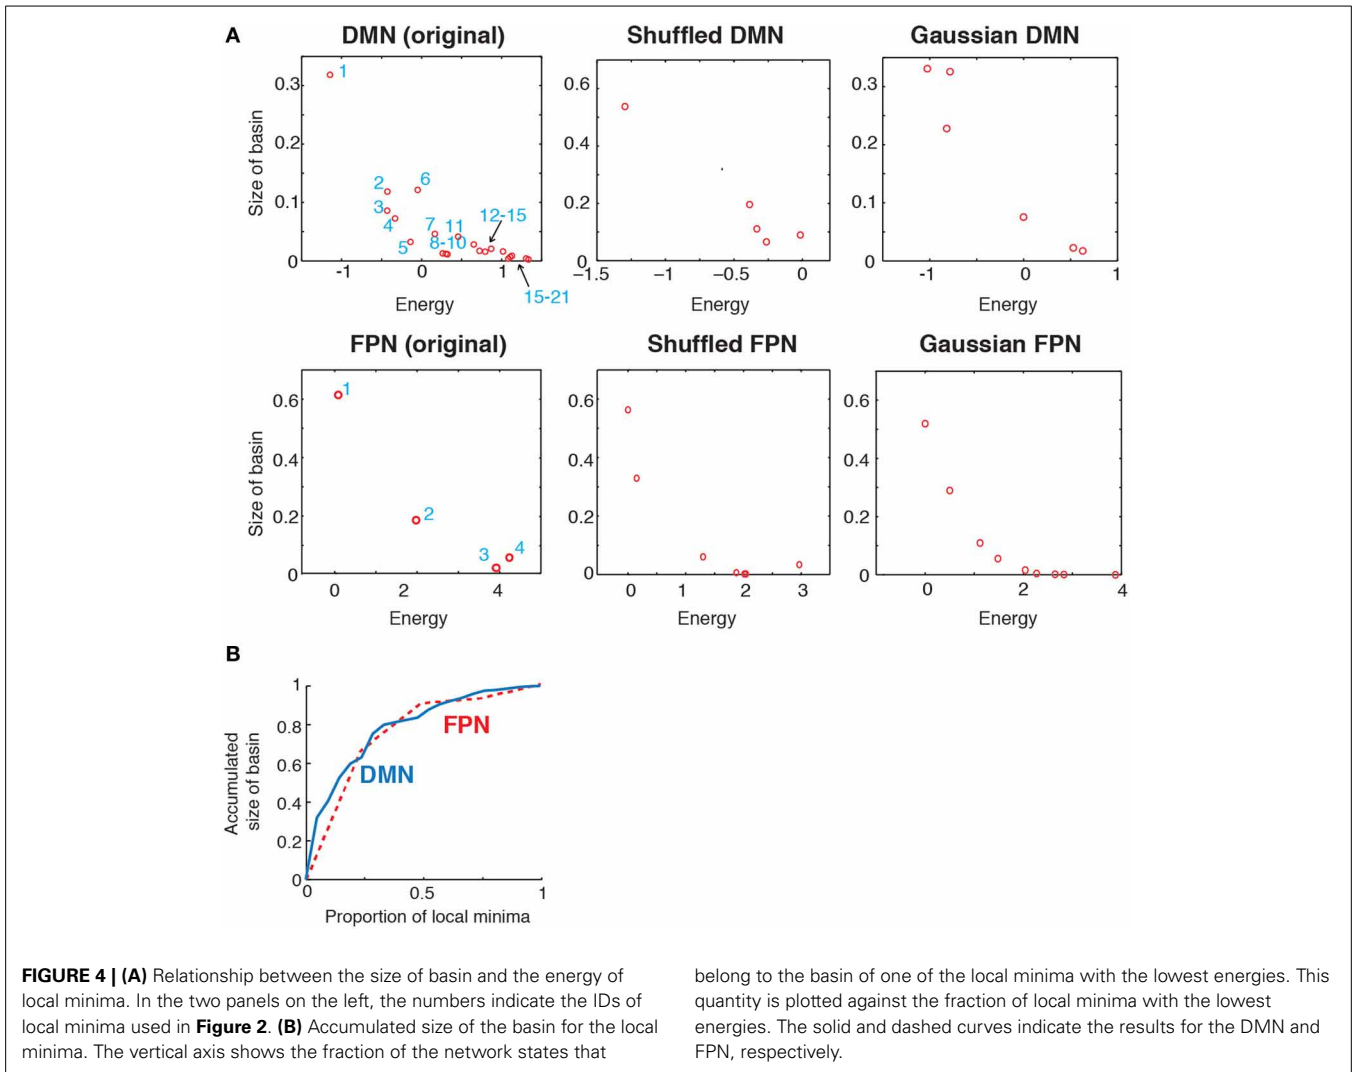 A
DMN (original)
Shuffled DMN
Gaussian DMN
Size of basin
0.3
0.2
0.1
0
-1
0
1
Energy
1
2
3
4
5
6
7
8-10
11
12-15
15-21
0.6
0.4
0.2
0
−1.5
−1
−0.5
0
Energy
0.3
0.2
0.1
0
-1
0
1
Energy
FPN (original)
Shuffled FPN
Gaussian FPN
Size of basin
0.6
0.4
0.2
0
0
2
4
Energy
1
2
3
4
0.6
0.4
0.2
0
0
1
2
3
Energy
0.6
0.4
0.2
0
0
2
4
Energy
B
Accumulated
size of basin
1
0.8
0.6
0.4
0.2
0
0
0.5
1
FPN
DMN
Proportion of local minima
FIGURE 4 | (A) Relationship between the size of basin and the energy of
local minima. In the two panels on the left, the numbers indicate the IDs of
local minima used in Figure 2. (B) Accumulated size of the basin for the local
minima. The vertical axis shows the fraction of the network states that
belong to the basin of one of the local minima with the lowest energies. This
quantity is plotted against the fraction of local minima with the lowest
energies. The solid and dashed curves indicate the results for the DMN and
FPN, respectively.